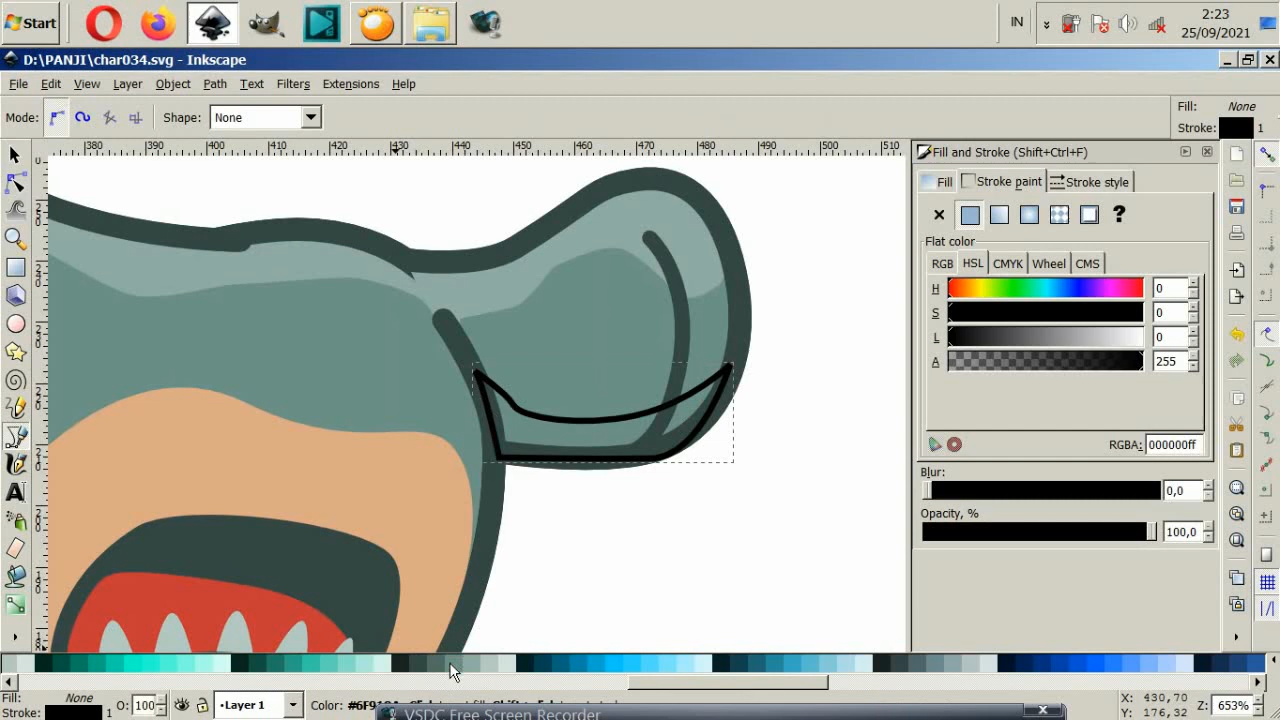 Start
IN
2:23
25/09/2021
D:\PANJI\char034.svg - Inkscape
File Edit View Layer Object Path Text Filters Extensions Help
Mode: Shape: None
Fill: None
Stroke: 1
380 390 400 410 420 430 440 450 460 470 480 490 500 510
Fill and Stroke (Shift+Ctrl+F)
Fill Stroke paint Stroke style
?
Flat color
RGB HSL CMYK Wheel CMS
H 0
S 0
L 0
A 255
RGBA: 000000ff
Blur:
0,0
Opacity, %
100,0
Fill: None
Stroke:
O: 100
•Layer 1
Color:
X: 430,70
Y: 176,32
Z: 653%
VSDC Free Screen Recorder